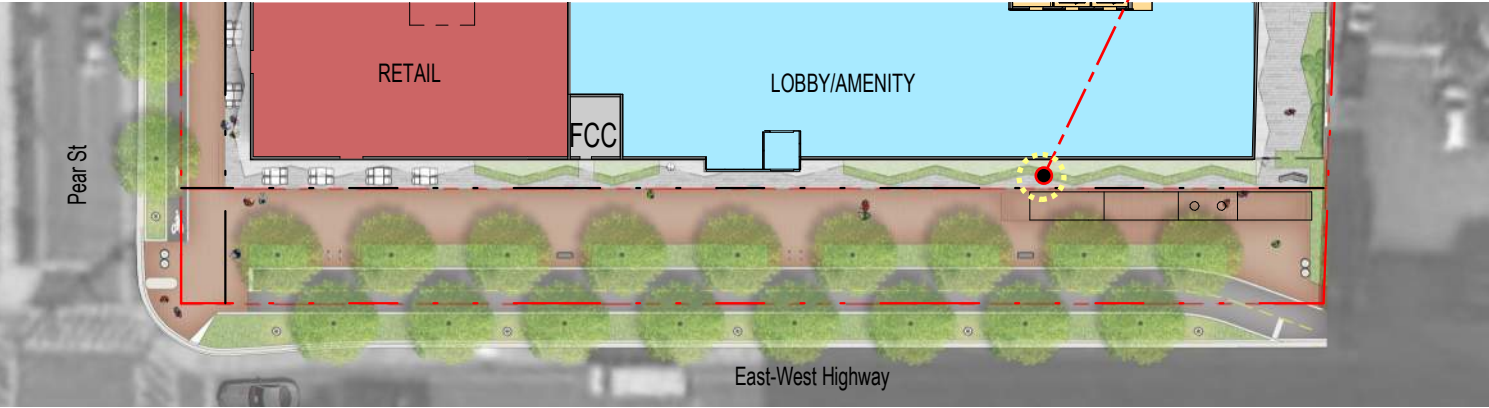 RETAIL
LOBBY/AMENITY
FCC
Pear St
East-West Highway